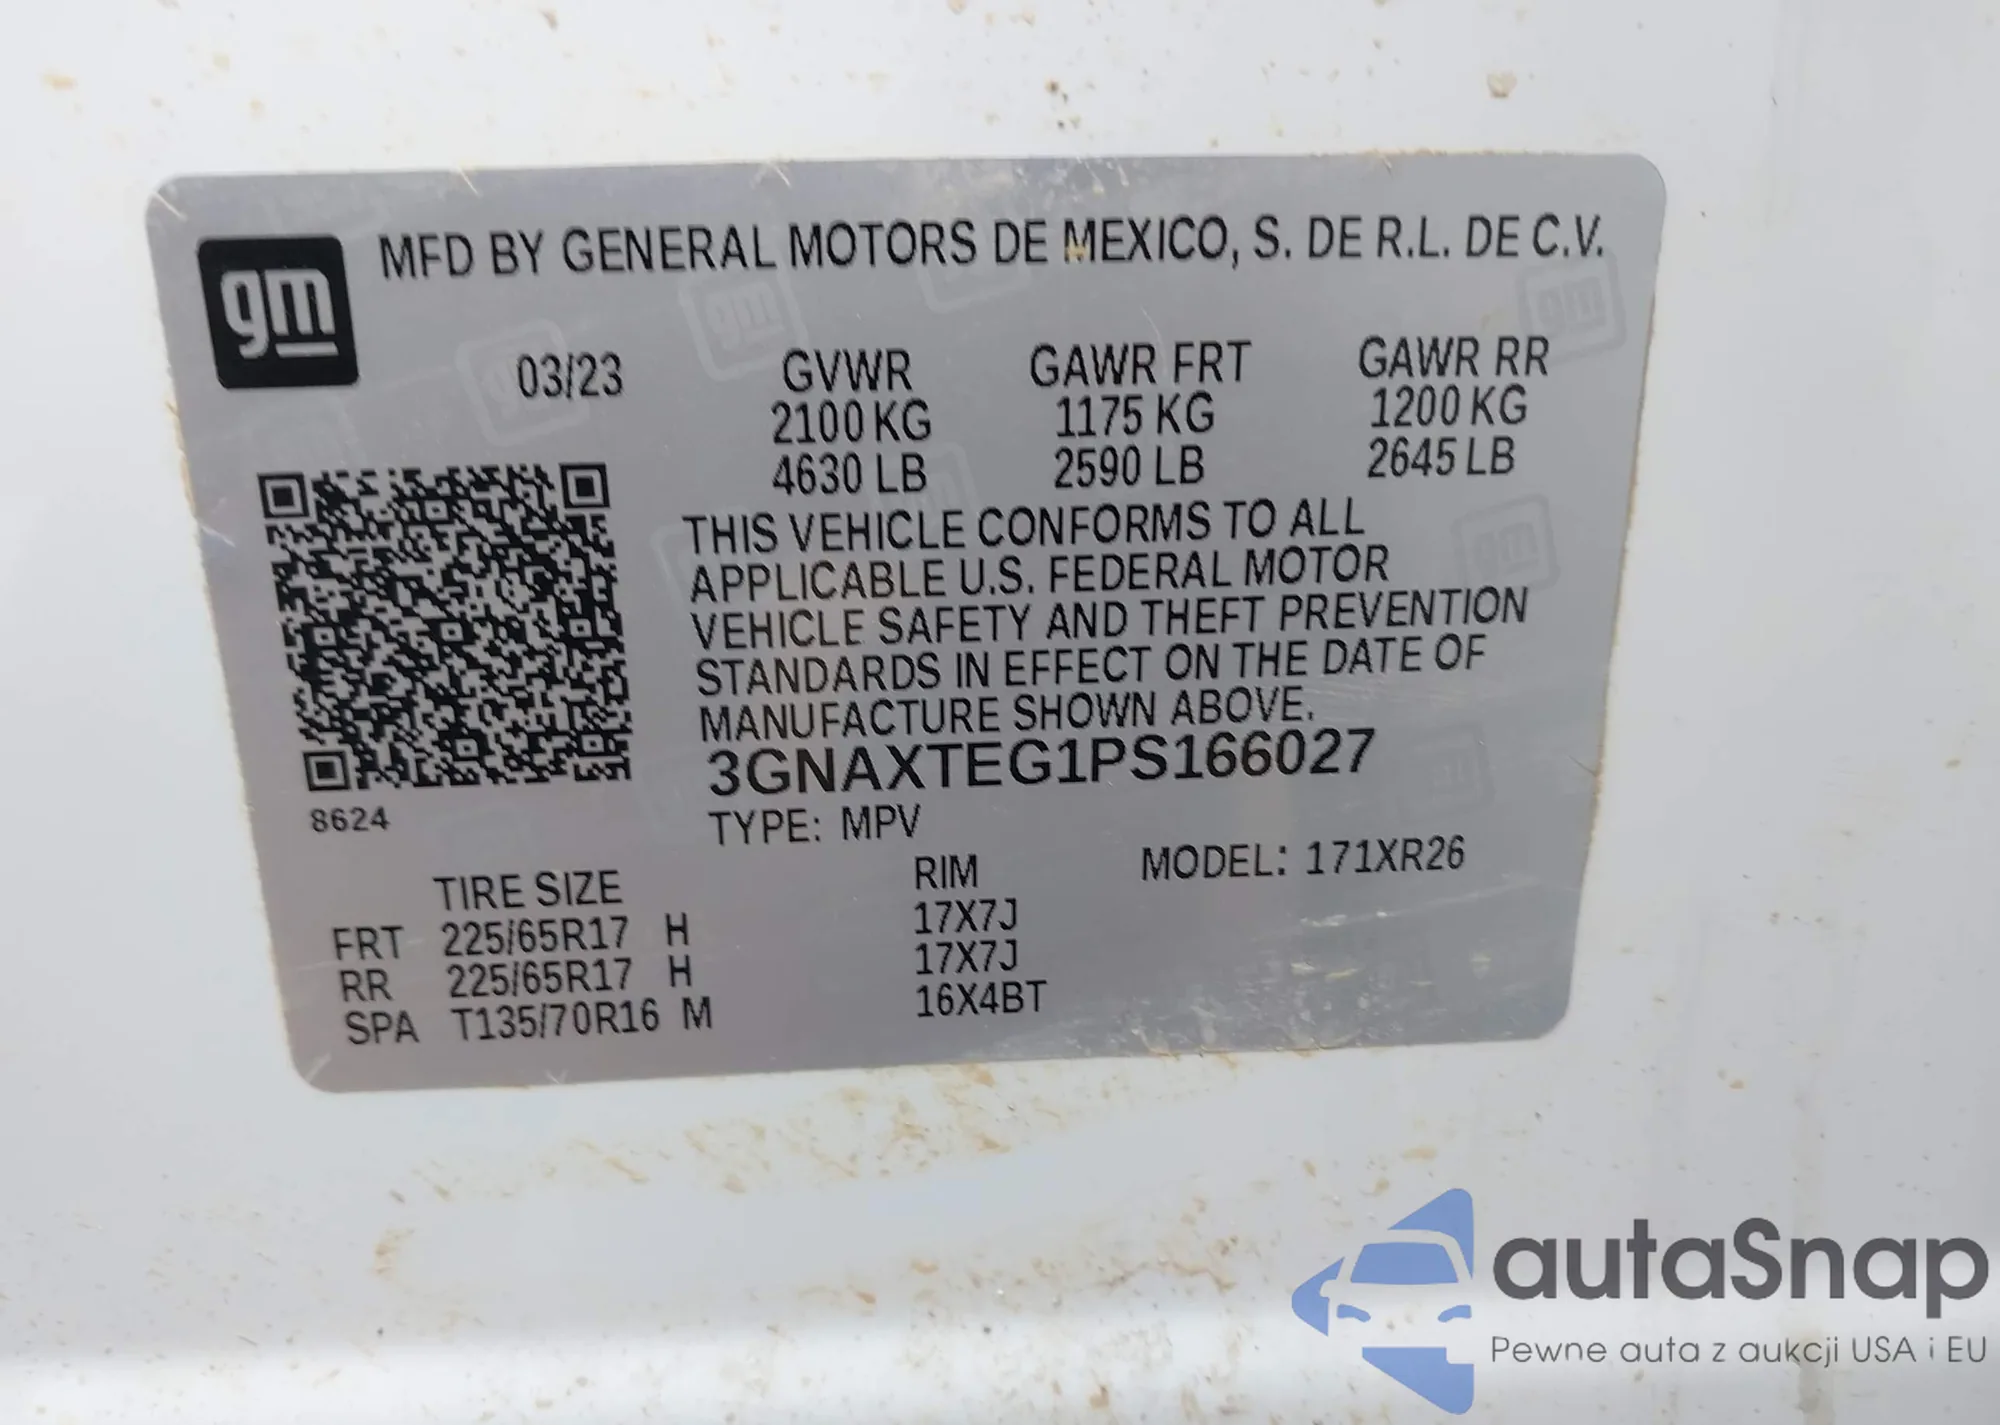 gm
MFD BY GENERAL MOTORS DE MEXICO, S. DE R.L. DE C.V.
03/23 GVWR GAWR FRT GAWR RR
2100 KG 1175 KG 1200 KG
4630 LB 2590 LB 2645 LB
THIS VEHICLE CONFORMS TO ALL
APPLICABLE U.S. FEDERAL MOTOR
VEHICLE SAFETY AND THEFT PREVENTION
STANDARDS IN EFFECT ON THE DATE OF
MANUFACTURE SHOWN ABOVE.
3GNAXTEG1PS166027
8624
TYPE: MPV
MODEL: 171XR26
TIRE SIZE RIM
FRT 225/65R17 H 17X7J
RR 225/65R17 H 17X7J
SPA T135/70R16 M 16X4BT
autaSnap
Pewne auta z aukcji USA i EU